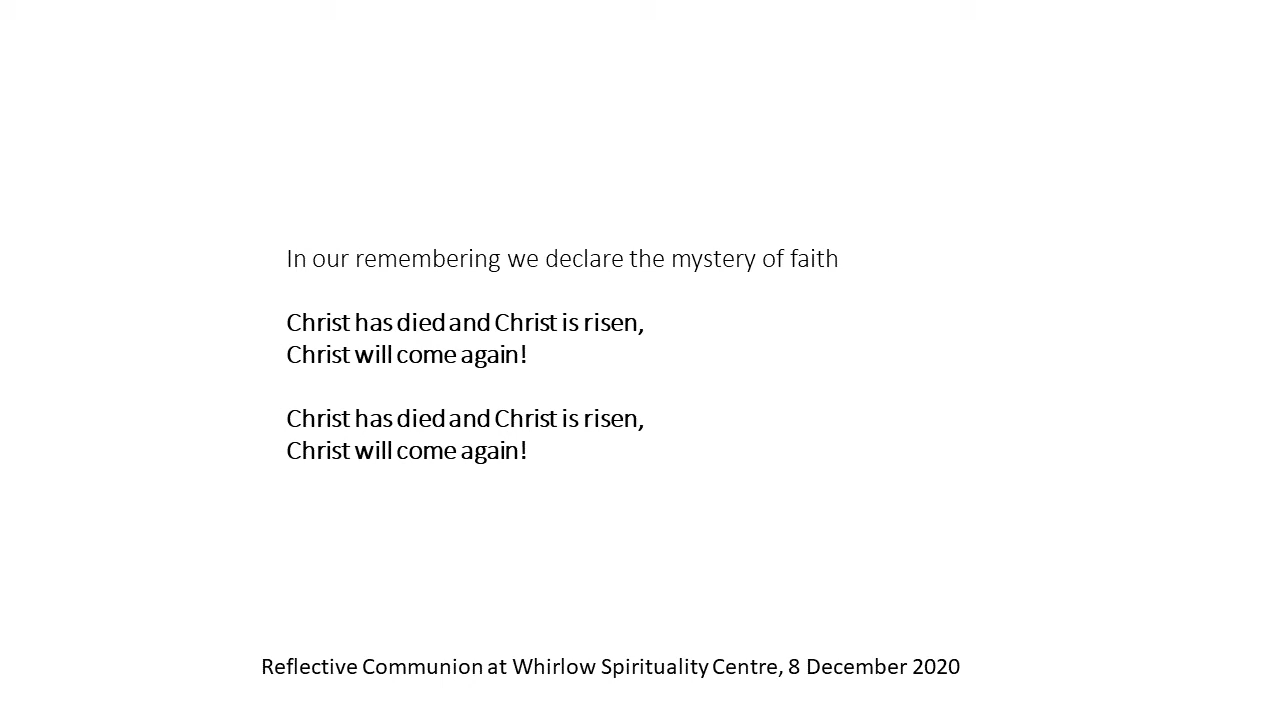 In our remembering we declare the mystery of faith
Christ has died and Christ is risen,
Christ will come again!
Christ has died and Christ is risen,
Christ will come again!
Reflective Communion at Whirlow Spirituality Centre, 8 December 2020